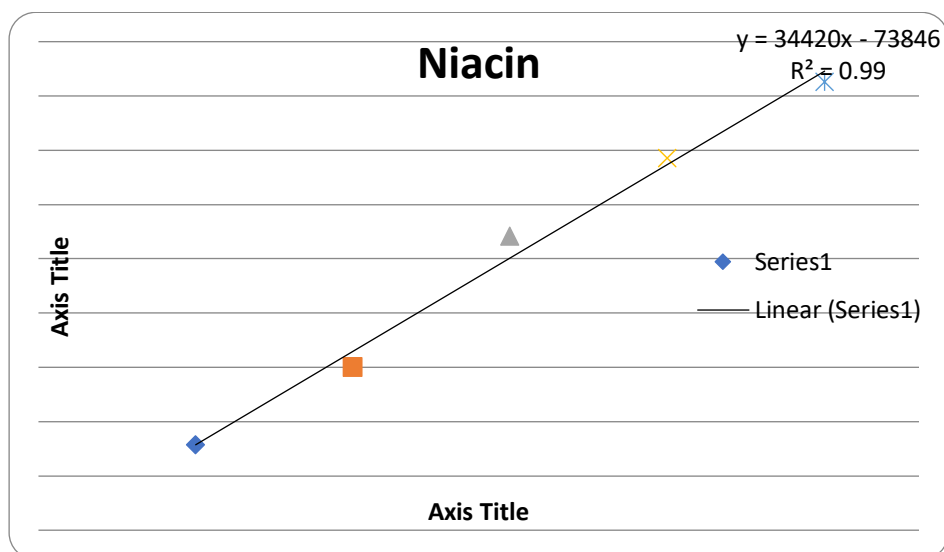 Niacin
y = 34420x - 73846
R² = 0.99
Axis Title
Series1
Linear (Series1)
Axis Title